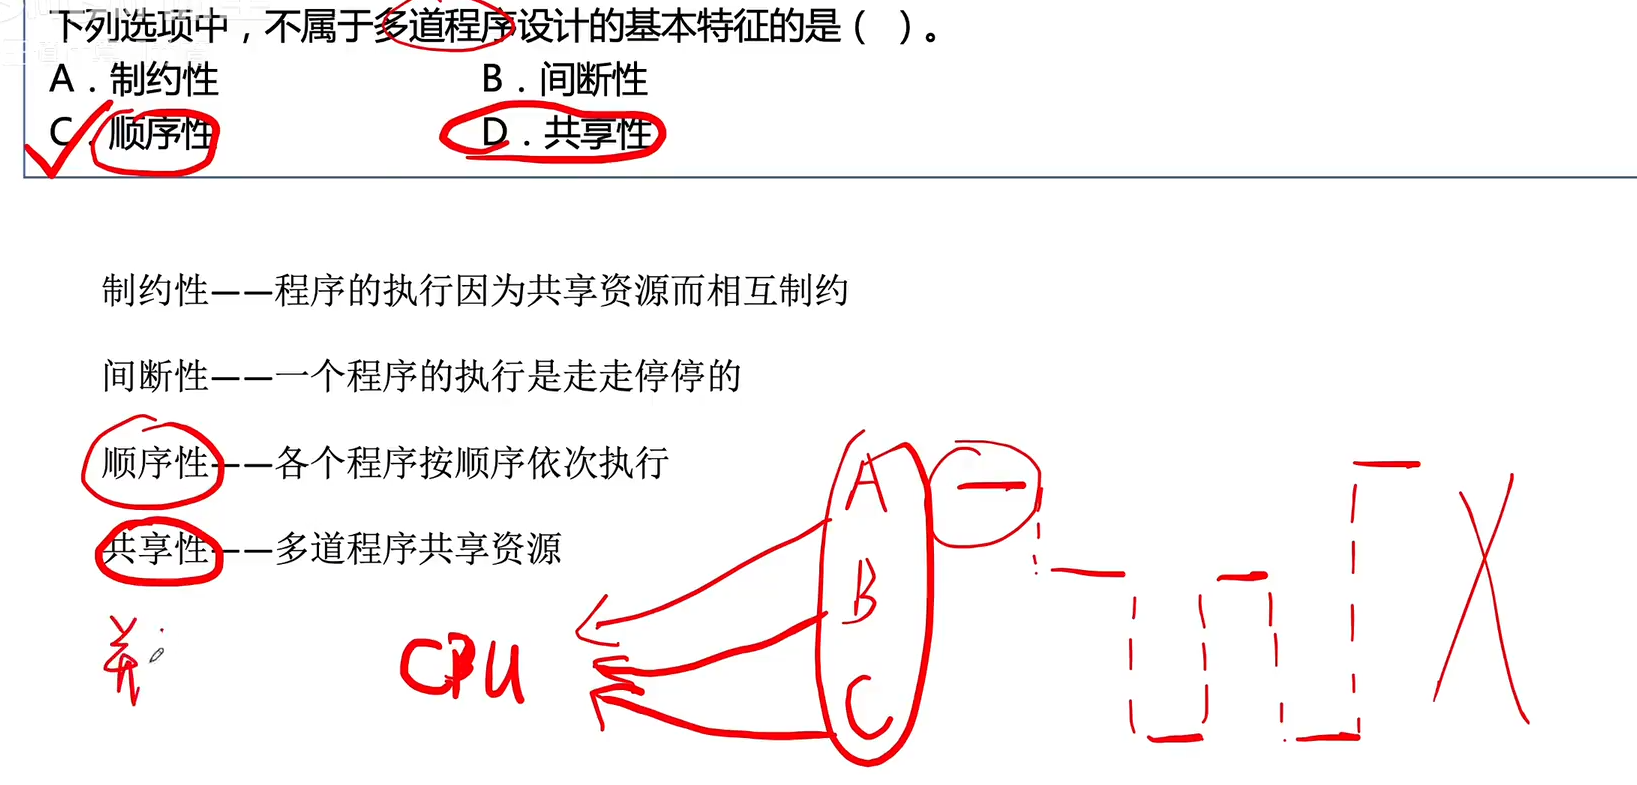 下列选项中，不属于多道程序设计的基本特征的是（ ）。
A．制约性 B．间断性
C．顺序性 D．共享性
制约性——程序的执行因为共享资源而相互制约
间断性——一个程序的执行是走走停停的
顺序性——各个程序按顺序依次执行
共享性——多道程序共享资源
A
B
C
CPU
并